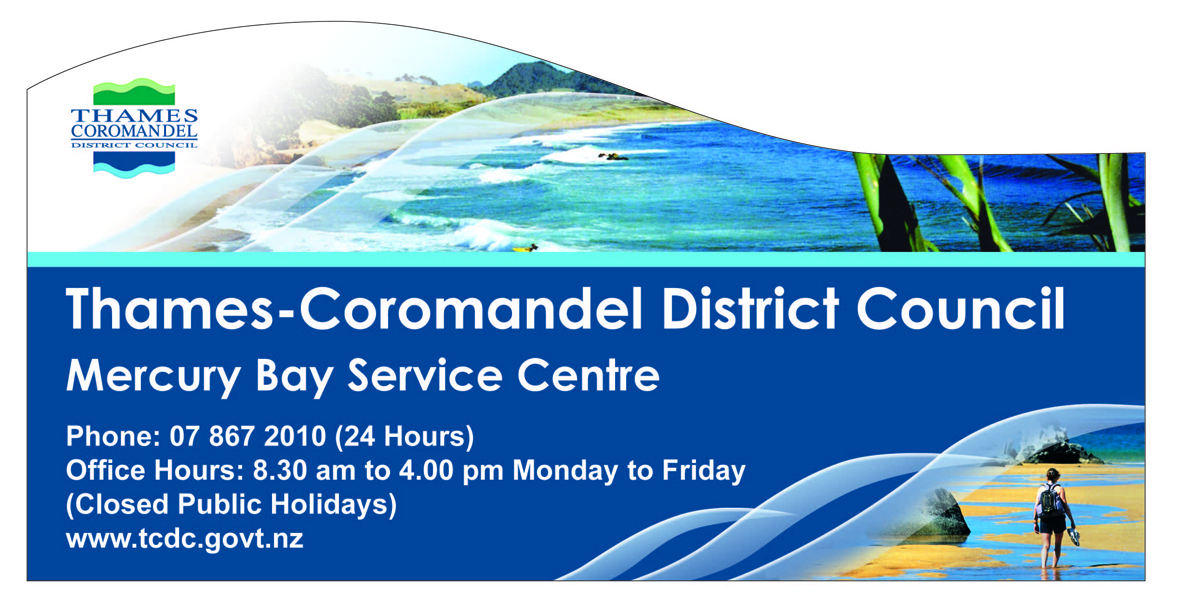 THAMES
COROMANDEL
DISTRICT COUNCIL
Thames-Coromandel District Council
Mercury Bay Service Centre
Phone: 07 867 2010 (24 Hours)
Office Hours: 8.30 am to 4.00 pm Monday to Friday
(Closed Public Holidays)
www.tcdc.govt.nz